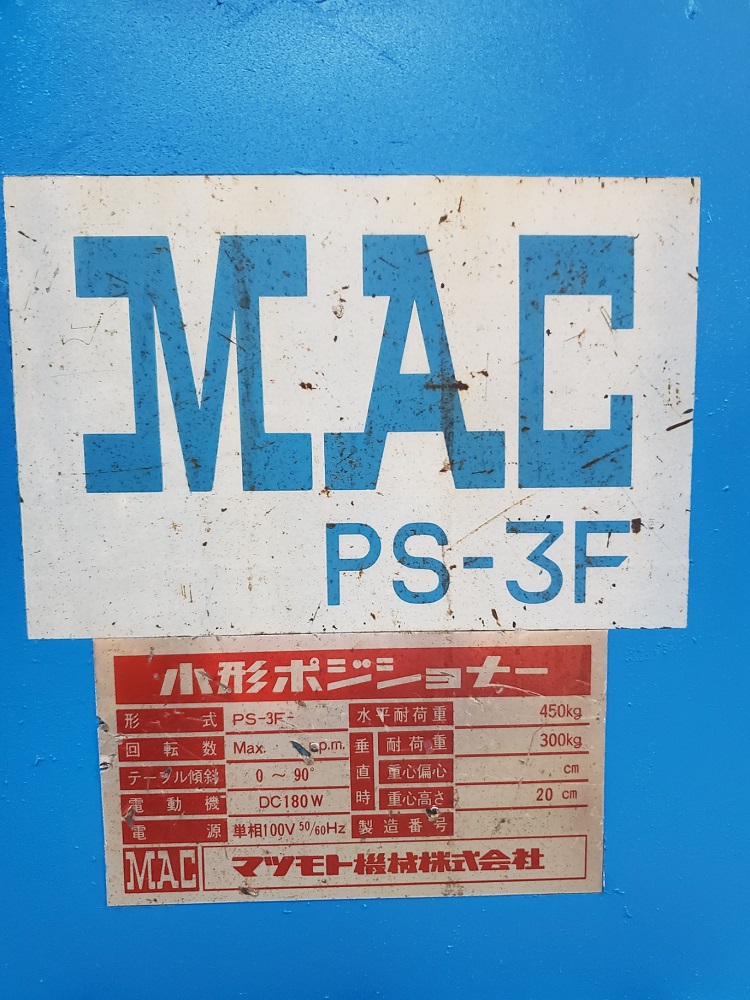 MAC
PS-3F
小形ポジショナー
形式 PS-3F- 水平耐荷重 450kg
回転数 Max. r.p.m. 垂直時 耐荷重 300kg
テーブル傾斜 0～90° 重心偏心 cm
電動機 DC180W 重心高さ 20cm
電源 単相100V 50/60Hz 製造番号
MAC マツモト機械株式会社